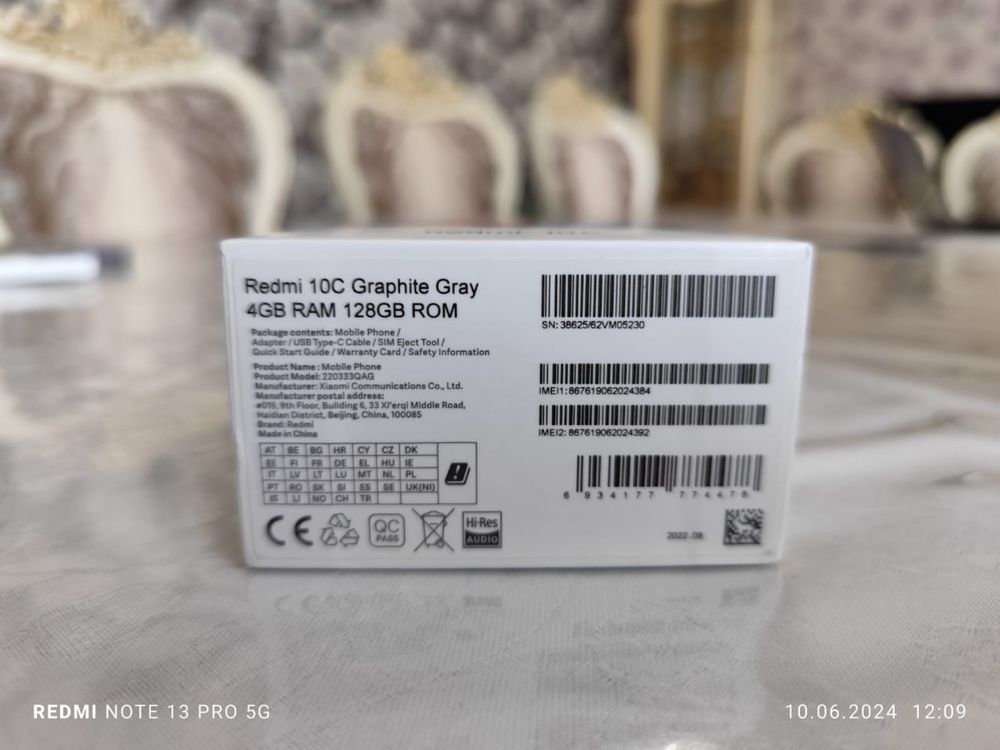 Redmi 10C Graphite Gray
4GB RAM 128GB ROM
Package contents: Mobile Phone /
Adapter / USB Type-C Cable / SIM Eject Tool /
Quick Start Guide / Warranty Card / Safety Information
Product Name: Mobile Phone
Product Model: 220333QAG
Manufacturer: Xiaomi Communications Co., Ltd.
Manufacturer postal address:
#019, 9th Floor, Building 6, 33 Xi'erqi Middle Road,
Haidian District, Beijing, China, 100085
Brand: Redmi
Made in China
AT BE BG HR CY CZ DK
EE FI FR DE EL HU IE
IT LV LT LU MT NL PL
PT RO SK SI ES SE UK(NI)
IS LI NO CH TR
CE
QC
PASS
Hi-Res
AUDIO
SN: 38625/62VM05230
IMEI1: 867619062024384
IMEI2: 867619062024392
6 934177 774478
2022.08
REDMI NOTE 13 PRO 5G
10.06.2024 12:09